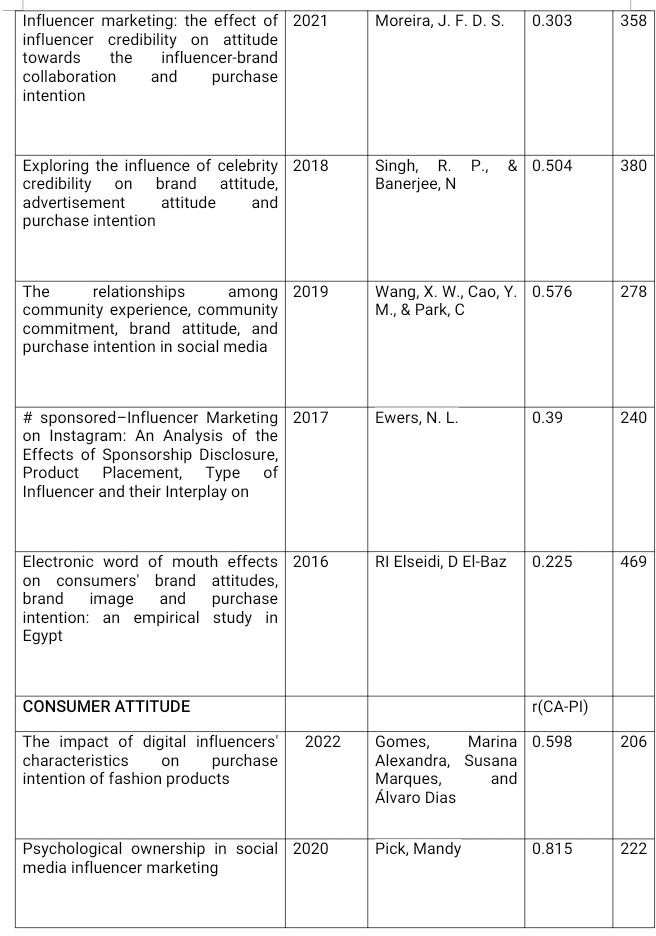 Influencer marketing: the effect of 2021 Moreira, J. F. D. S. 0.303 358
influencer credibility on attitude
towards the influencer-brand
collaboration and purchase
intention
Exploring the influence of celebrity 2018 Singh, R. P., & 0.504 380
credibility on brand attitude, Banerjee, N
advertisement attitude and
purchase intention
The relationships among 2019 Wang, X. W., Cao, Y. 0.576 278
community experience, community M., & Park, C
commitment, brand attitude, and
purchase intention in social media
# sponsored–Influencer Marketing 2017 Ewers, N. L. 0.39 240
on Instagram: An Analysis of the
Effects of Sponsorship Disclosure,
Product Placement, Type of
Influencer and their Interplay on
Electronic word of mouth effects 2016 RI Elseidi, D El-Baz 0.225 469
on consumers' brand attitudes,
brand image and purchase
intention: an empirical study in
Egypt
CONSUMER ATTITUDE r(CA-PI)
The impact of digital influencers' 2022 Gomes, Marina 0.598 206
characteristics on purchase Alexandra, Susana
intention of fashion products Marques, and
Álvaro Dias
Psychological ownership in social 2020 Pick, Mandy 0.815 222
media influencer marketing